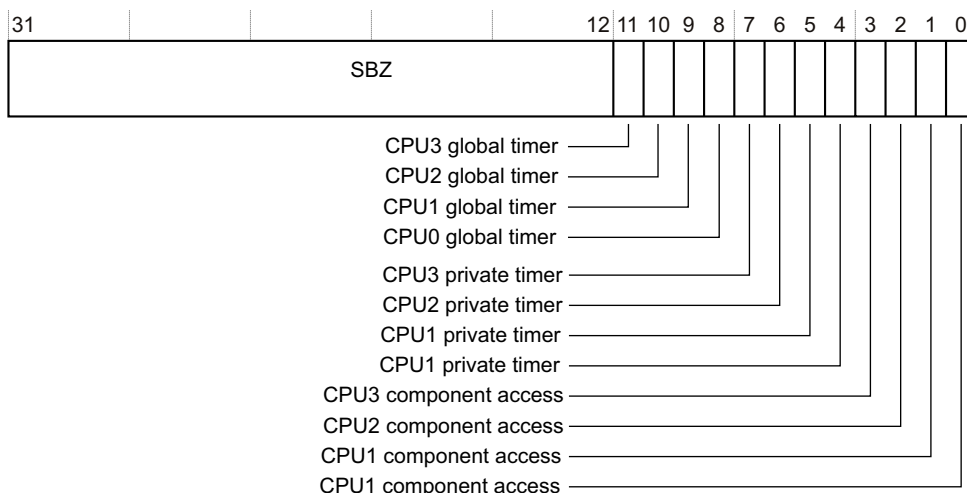 31 12 11 10 9 8 7 6 5 4 3 2 1 0
SBZ
CPU3 global timer
CPU2 global timer
CPU1 global timer
CPU0 global timer
CPU3 private timer
CPU2 private timer
CPU1 private timer
CPU1 private timer
CPU3 component access
CPU2 component access
CPU1 component access
CPU1 component access